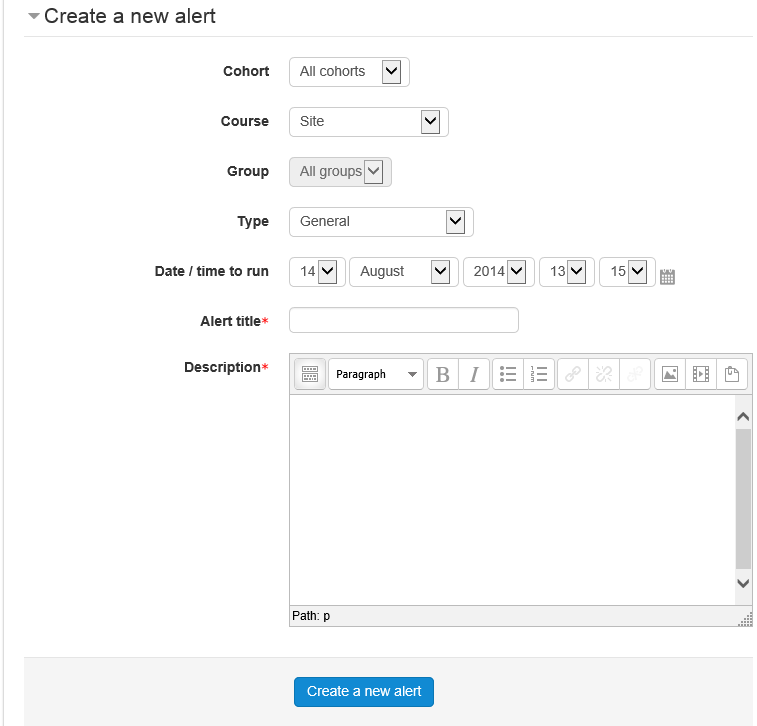 Create a new alert
Cohort All cohorts
Course Site
Group All groups
Type General
Date / time to run 14 August 2014 13 15
Alert title*
Description* Paragraph B I
Path: p
Create a new alert